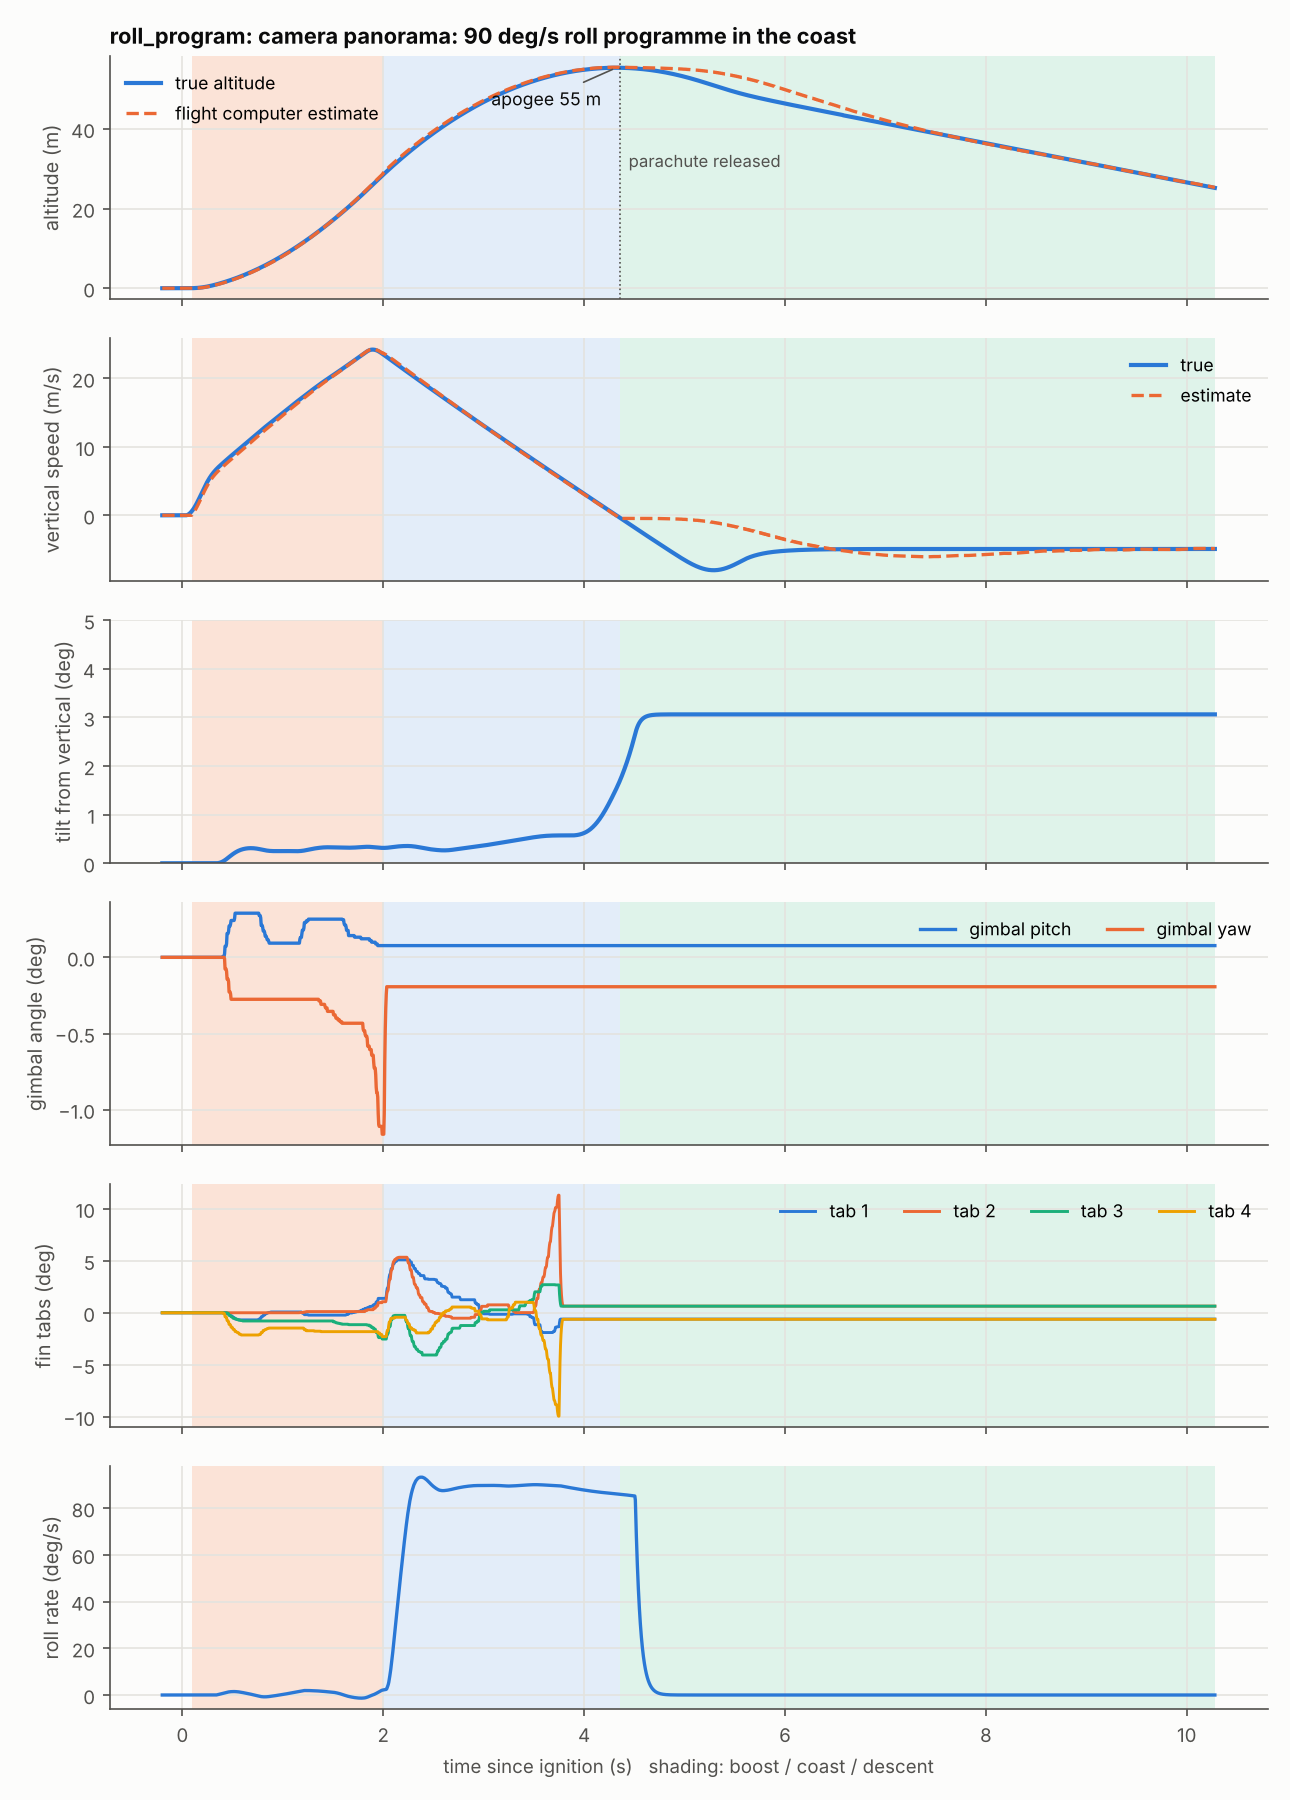 roll_program: camera panorama: 90 deg/s roll programme in the coast
true altitude
flight computer estimate
apogee 55 m
parachute released
altitude (m)
40
20
0
true
estimate
vertical speed (m/s)
20
10
0
tilt from vertical (deg)
5
4
3
2
1
0
gimbal pitch
gimbal yaw
gimbal angle (deg)
0.0
−0.5
−1.0
tab 1
tab 2
tab 3
tab 4
fin tabs (deg)
10
5
0
−5
−10
roll rate (deg/s)
80
60
40
20
0
0 2 4 6 8 10
time since ignition (s) shading: boost / coast / descent